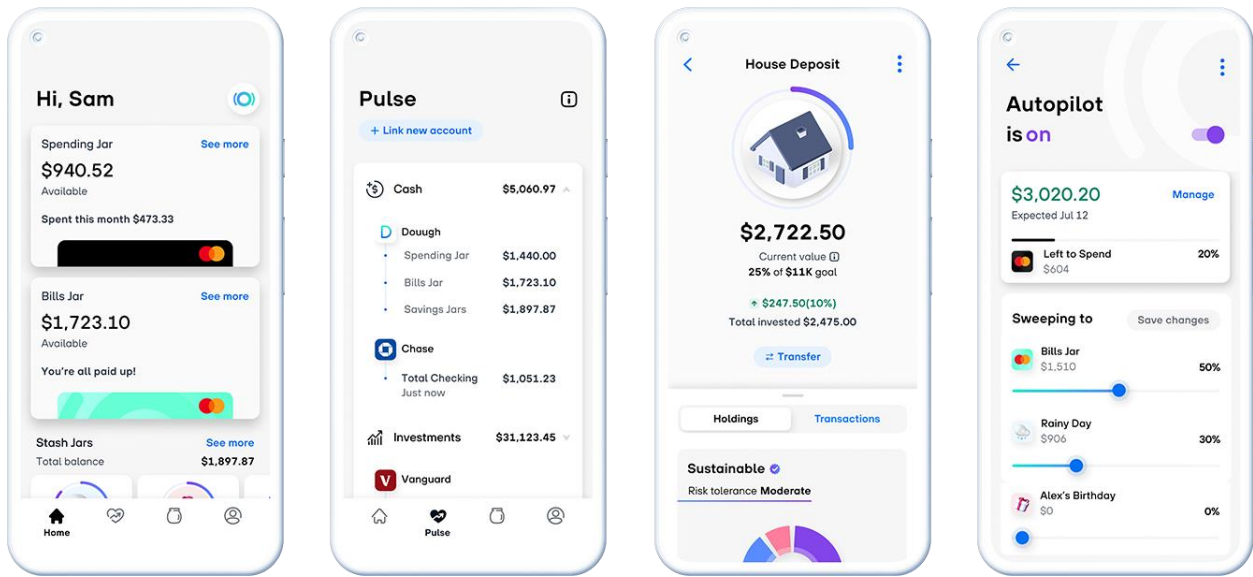 Hi, Sam
Spending Jar See more
$940.52
Available
Spent this month $473.33
Bills Jar See more
$1,723.10
Available
You're all paid up!
Stash Jars See more
Total balance $1,897.87
Home
Pulse
+ Link new account
Cash $5,060.97
D Douugh
Spending Jar $1,440.00
Bills Jar $1,723.10
Savings Jars $1,897.87
Chase
Total Checking $1,051.23
Just now
Investments $31,123.45
V Vanguard
Pulse
House Deposit
$2,722.50
Current value
25% of $11K goal
$247.50(10%)
Total invested $2,475.00
Transfer
Holdings Transactions
Sustainable
Risk tolerance Moderate
Autopilot
is on
$3,020.20 Manage
Expected Jul 12
Left to Spend 20%
$604
Sweeping to Save changes
Bills Jar
$1,510 50%
Rainy Day
$906 30%
Alex's Birthday
$0 0%